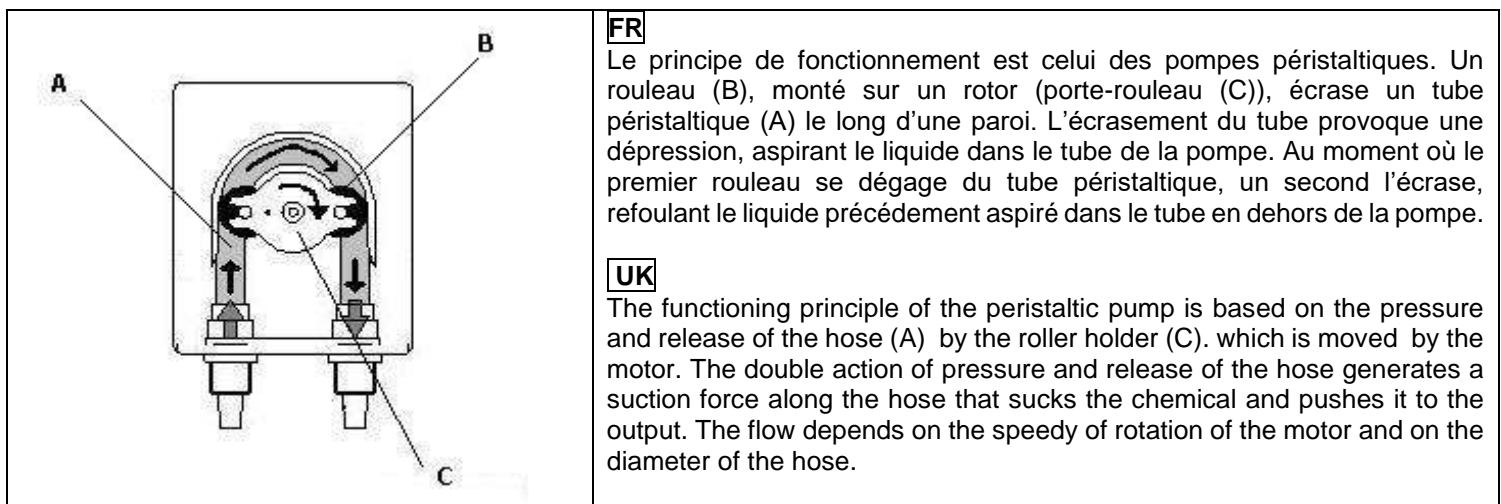 A
B
C
FR
Le principe de fonctionnement est celui des pompes péristaltiques. Un
rouleau (B), monté sur un rotor (porte-rouleau (C)), écrase un tube
péristaltique (A) le long d'une paroi. L'écrasement du tube provoque une
dépression, aspirant le liquide dans le tube de la pompe. Au moment où le
premier rouleau se dégage du tube péristaltique, un second l'écrase,
refoulant le liquide précédement aspiré dans le tube en dehors de la pompe.
UK
The functioning principle of the peristaltic pump is based on the pressure
and release of the hose (A) by the roller holder (C). which is moved by the
motor. The double action of pressure and release of the hose generates a
suction force along the hose that sucks the chemical and pushes it to the
output. The flow depends on the speedy of rotation of the motor and on the
diameter of the hose.